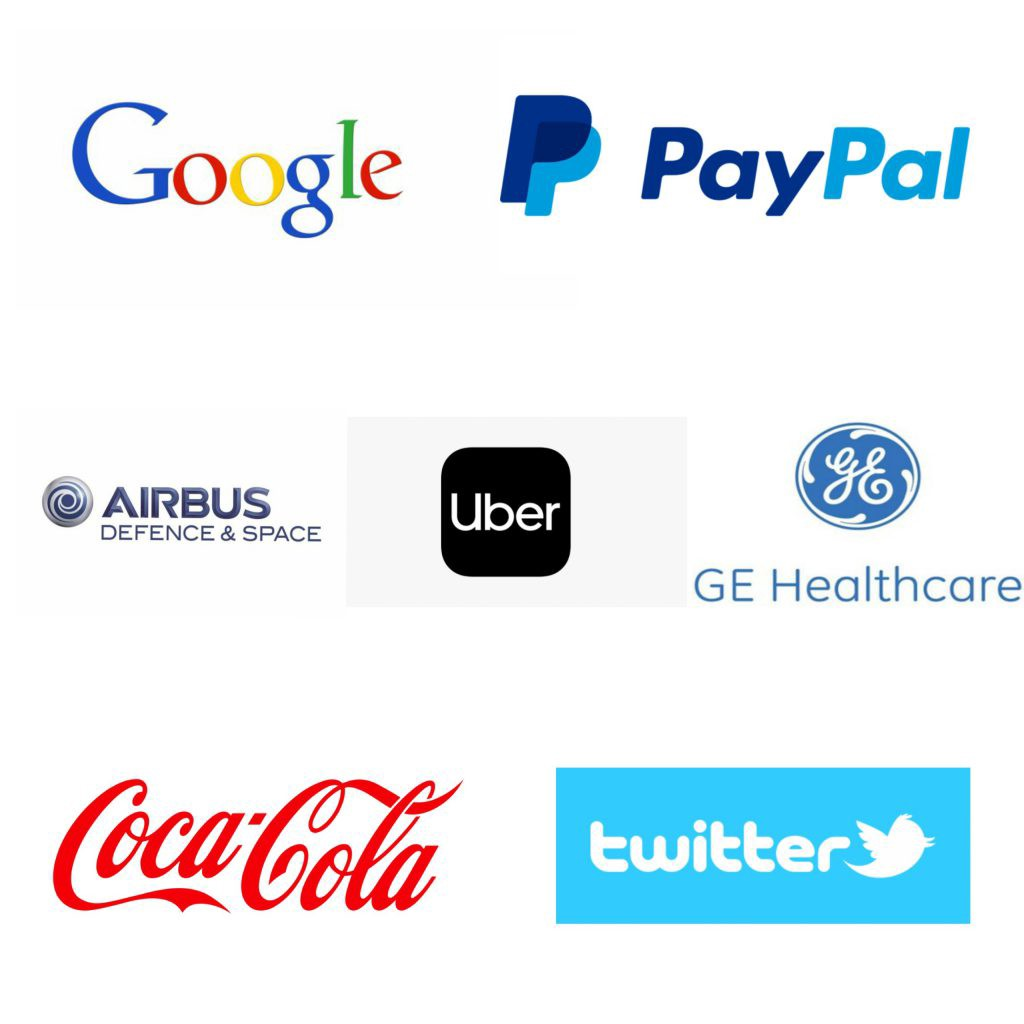 Google
PayPal
AIRBUS
DEFENCE & SPACE
Uber
GE
GE Healthcare
Coca-Cola
twitter